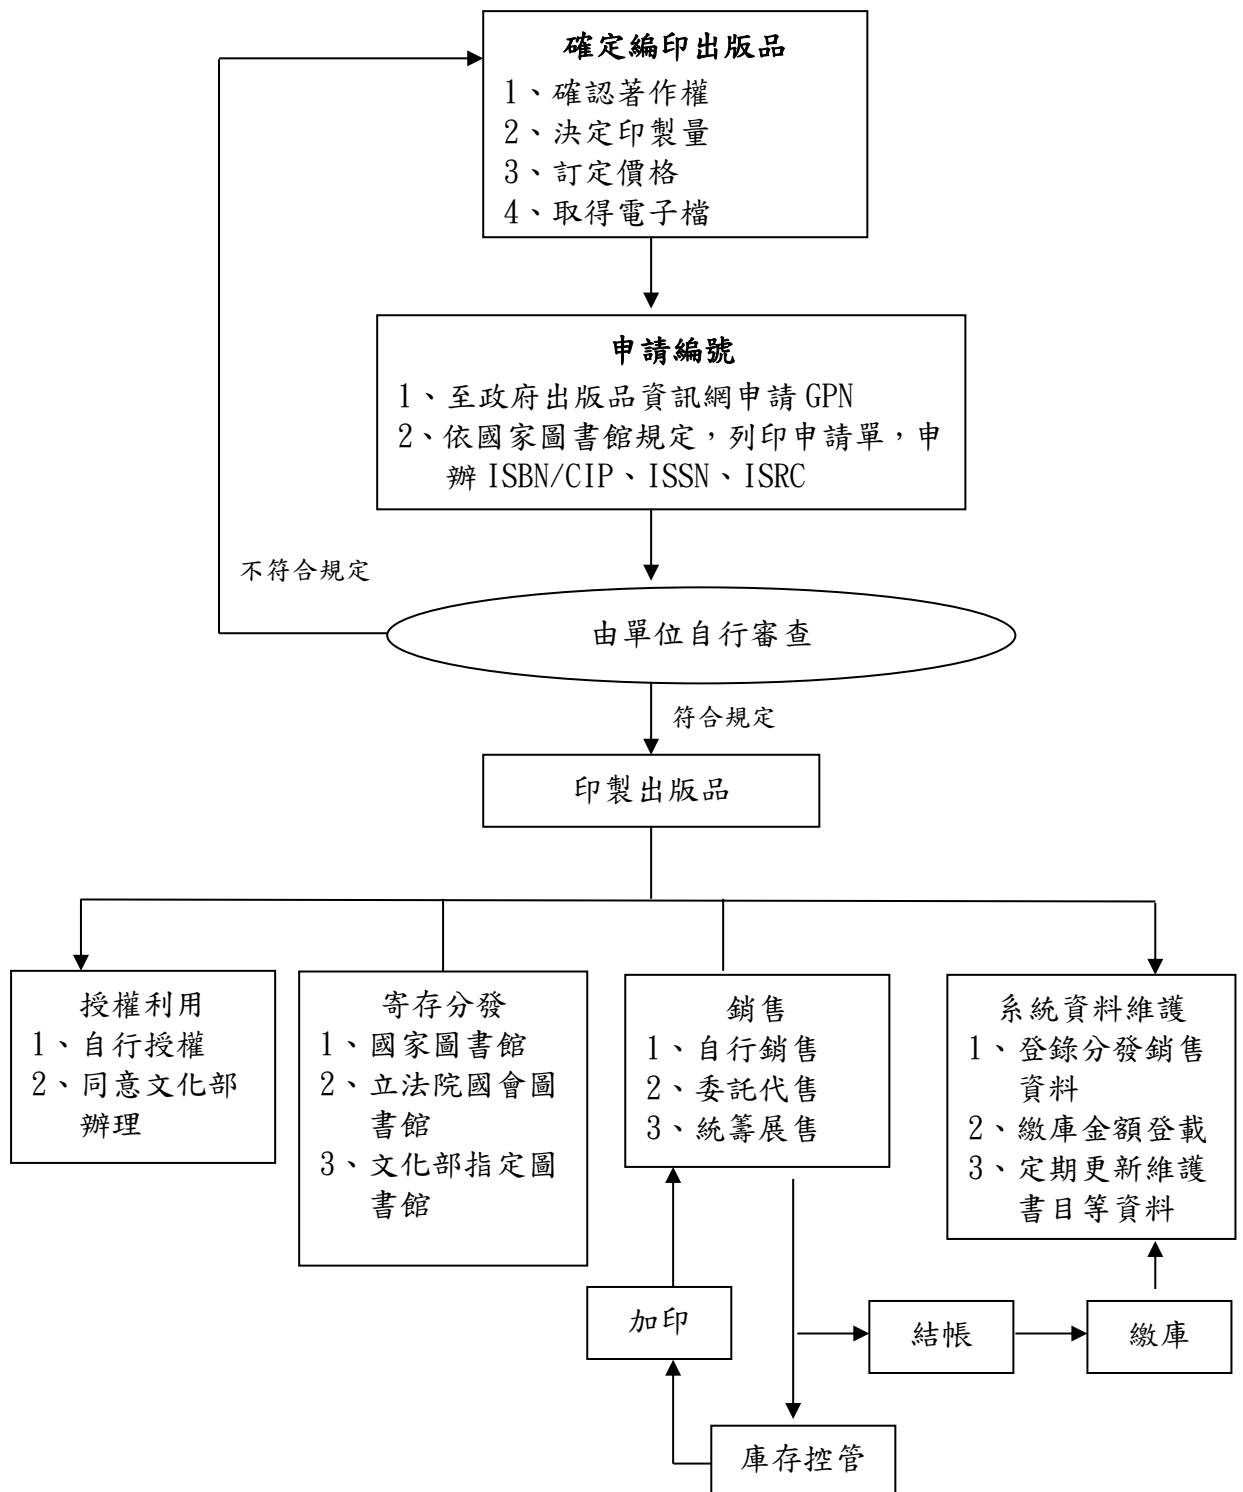 確定編印出版品
1、確認著作權
2、決定印製量
3、訂定價格
4、取得電子檔
申請編號
1、至政府出版品資訊網申請 GPN
2、依國家圖書館規定，列印申請單，申
辦 ISBN/CIP、ISSN、ISRC
不符合規定
由單位自行審查
符合規定
印製出版品
授權利用
1、自行授權
2、同意文化部
辦理
寄存分發
1、國家圖書館
2、立法院國會圖
書館
3、文化部指定圖
書館
銷售
1、自行銷售
2、委託代售
3、統籌展售
系統資料維護
1、登錄分發銷售
資料
2、繳庫金額登載
3、定期更新維護
書目等資料
加印
結帳
繳庫
庫存控管